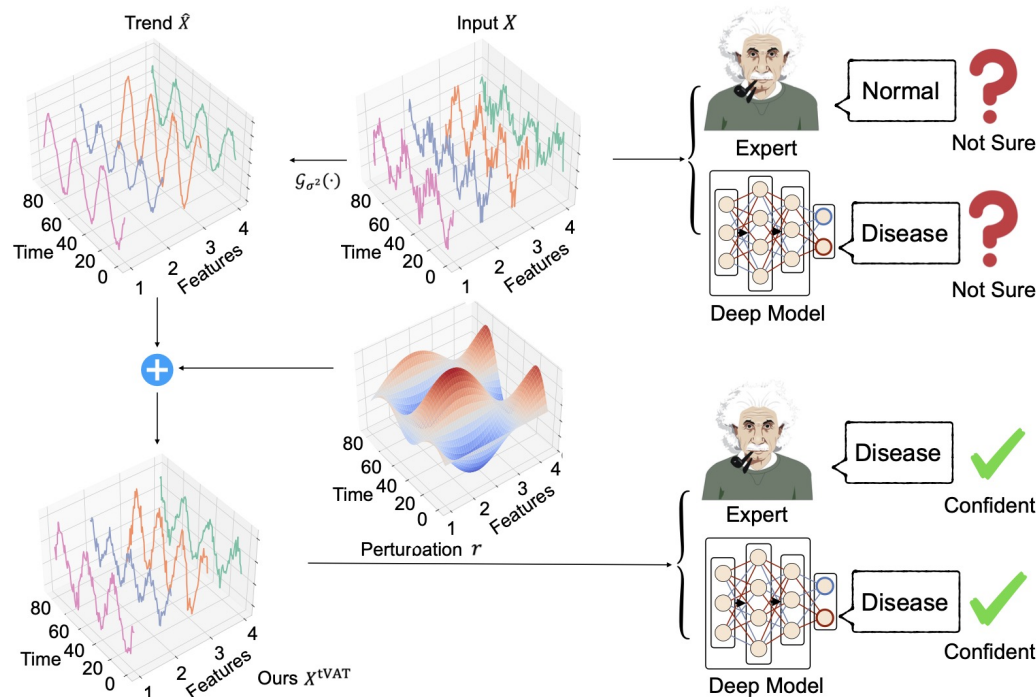 Trend X̂
Input X
80
60
40
20
0
Time
1
2
3
4
Features
𝒢σ²(·)
80
60
40
20
0
Time
1
2
3
4
Features
Expert
Normal
Not Sure
Deep Model
Disease
Not Sure
80
60
40
20
0
Time
1
2
3
4
Features
Perturbation r
80
60
40
20
0
Time
1
2
3
4
Features
Ours X^tVAT
Expert
Disease
Confident
Deep Model
Disease
Confident